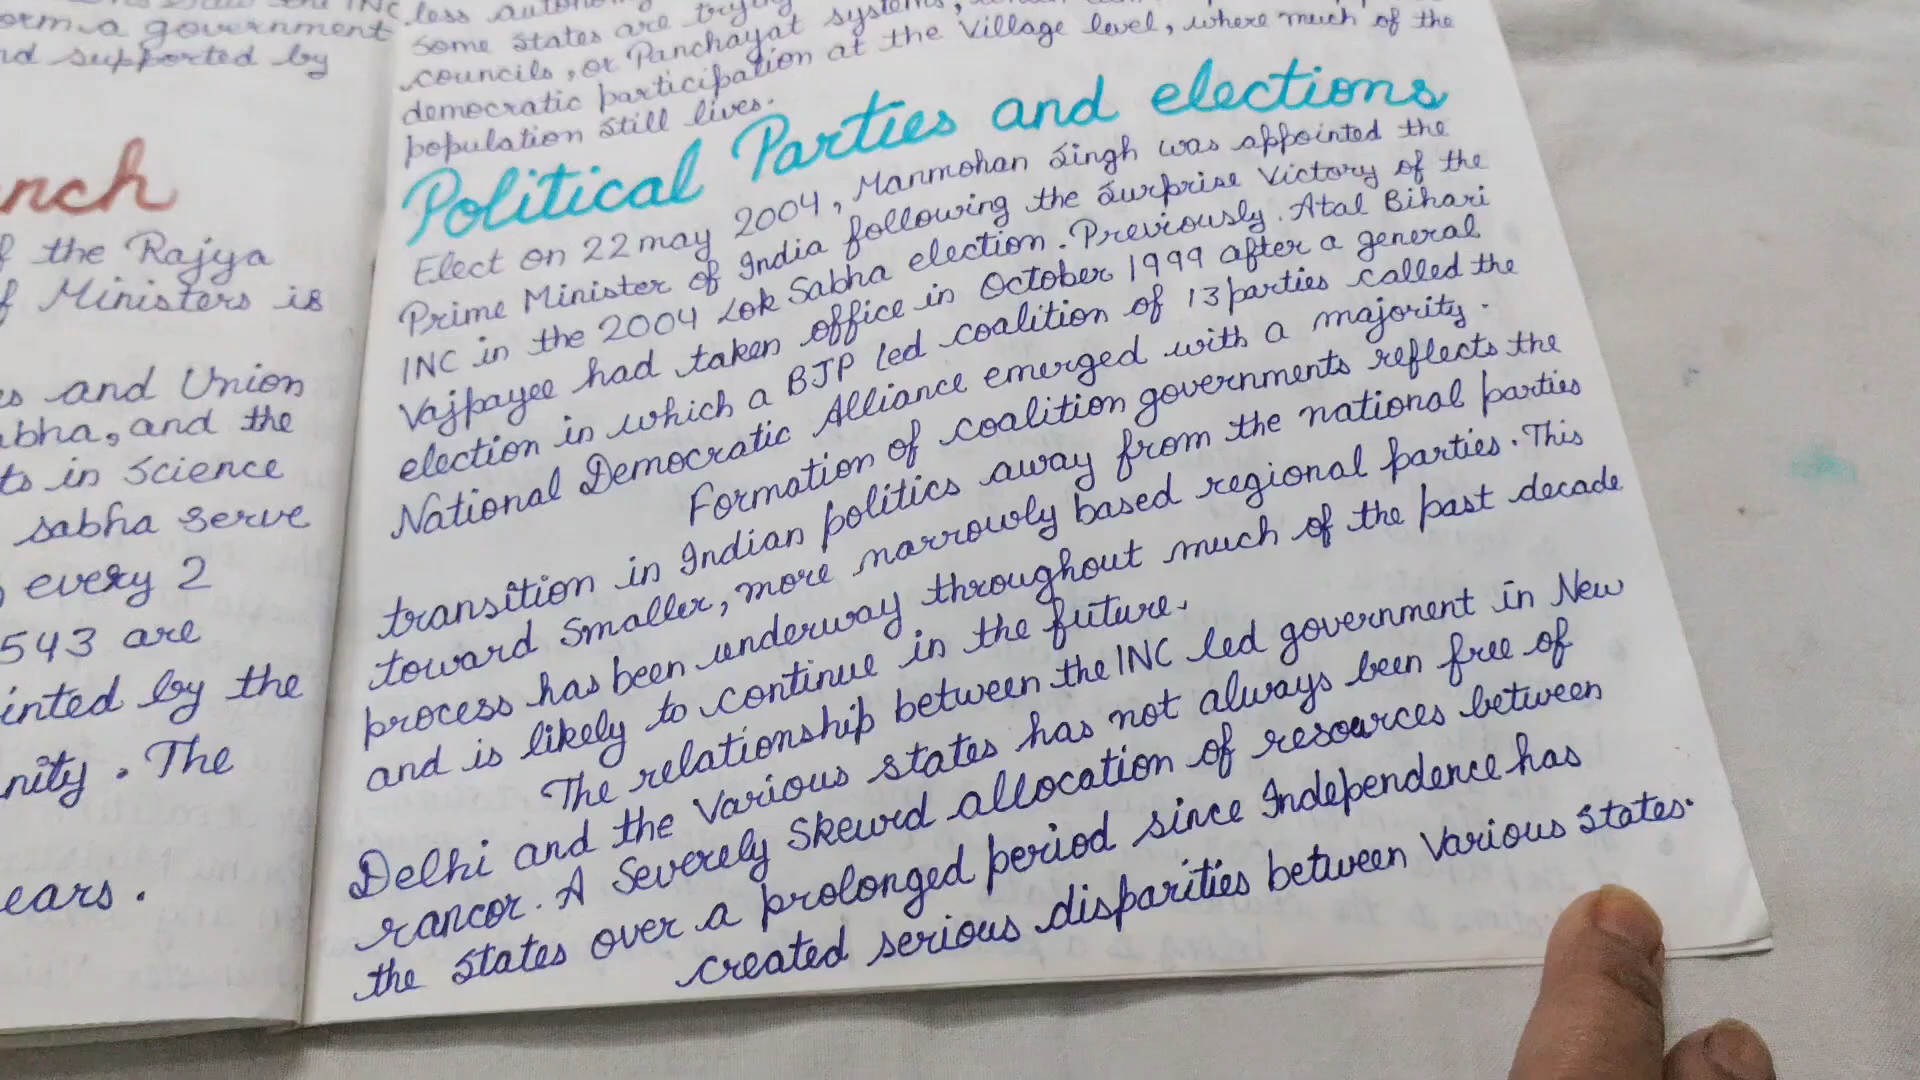 orm a government
nd supported by
nch
f the Rajya
f Ministers is
s and Union
abha, and the
ts in Science
sabha serve
every 2
543 are
inted by the
nity. The
ears.
less
Some states are trying
councils, or Panchayat systems,
democratic participation at the Village level, where much of the
population still lives.
Political Parties and elections
Elect on 22 may 2004, Manmohan Singh was appointed the
Prime Minister of India following the Surprise Victory of the
INC in the 2004 Lok Sabha election. Previously. Atal Bihari
Vajpayee had taken office in October 1999 after a general
election in which a BJP led coalition of 13 parties called the
National Democratic Alliance emerged with a majority.
Formation of coalition governments reflects the
transition in Indian politics away from the national parties
toward Smaller, more narrowly based regional parties. This
process has been underway throughout much of the past decade
and is likely to continue in the future.
The relationship between the INC led government in New
Delhi and the Various states has not always been free of
rancor. A Severely Skewd allocation of resources between
the States over a prolonged period since Independence has
created serious disparities between Various States.